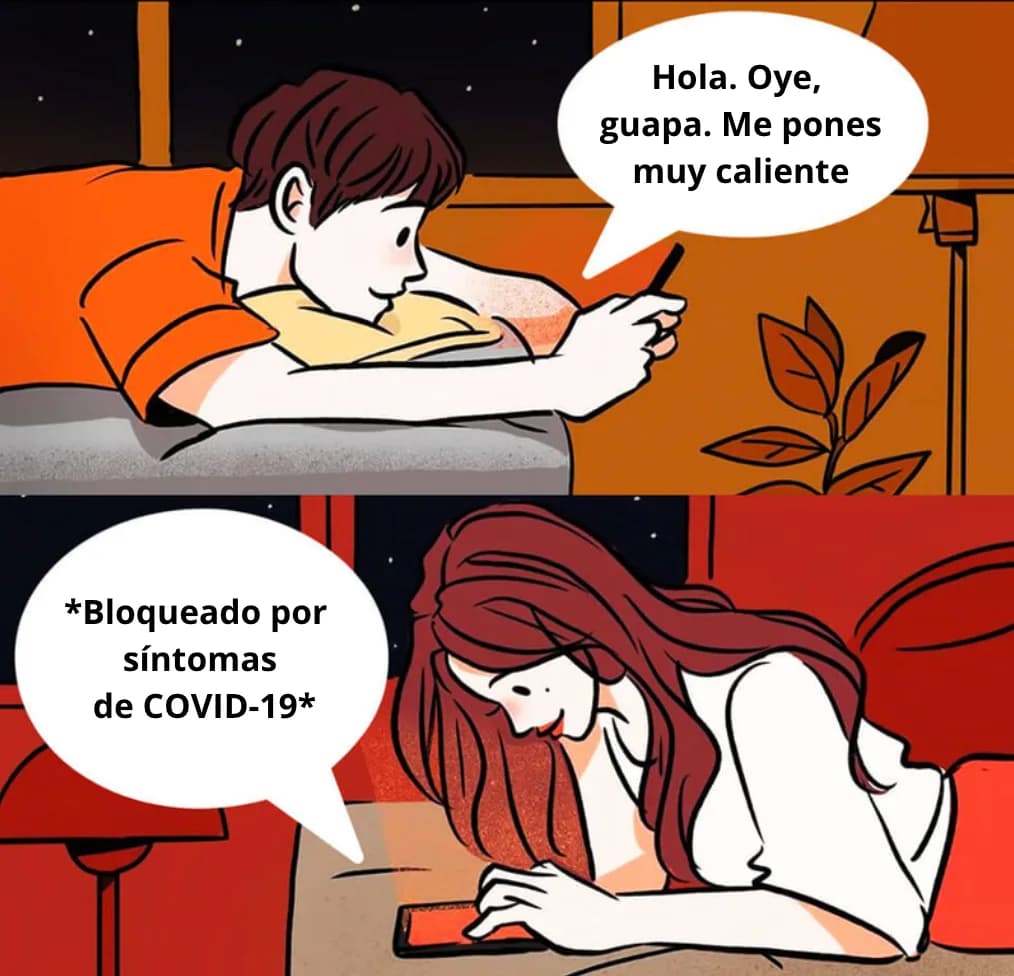 Hola. Oye,
guapa. Me pones
muy caliente
*Bloqueado por
síntomas
de COVID-19*